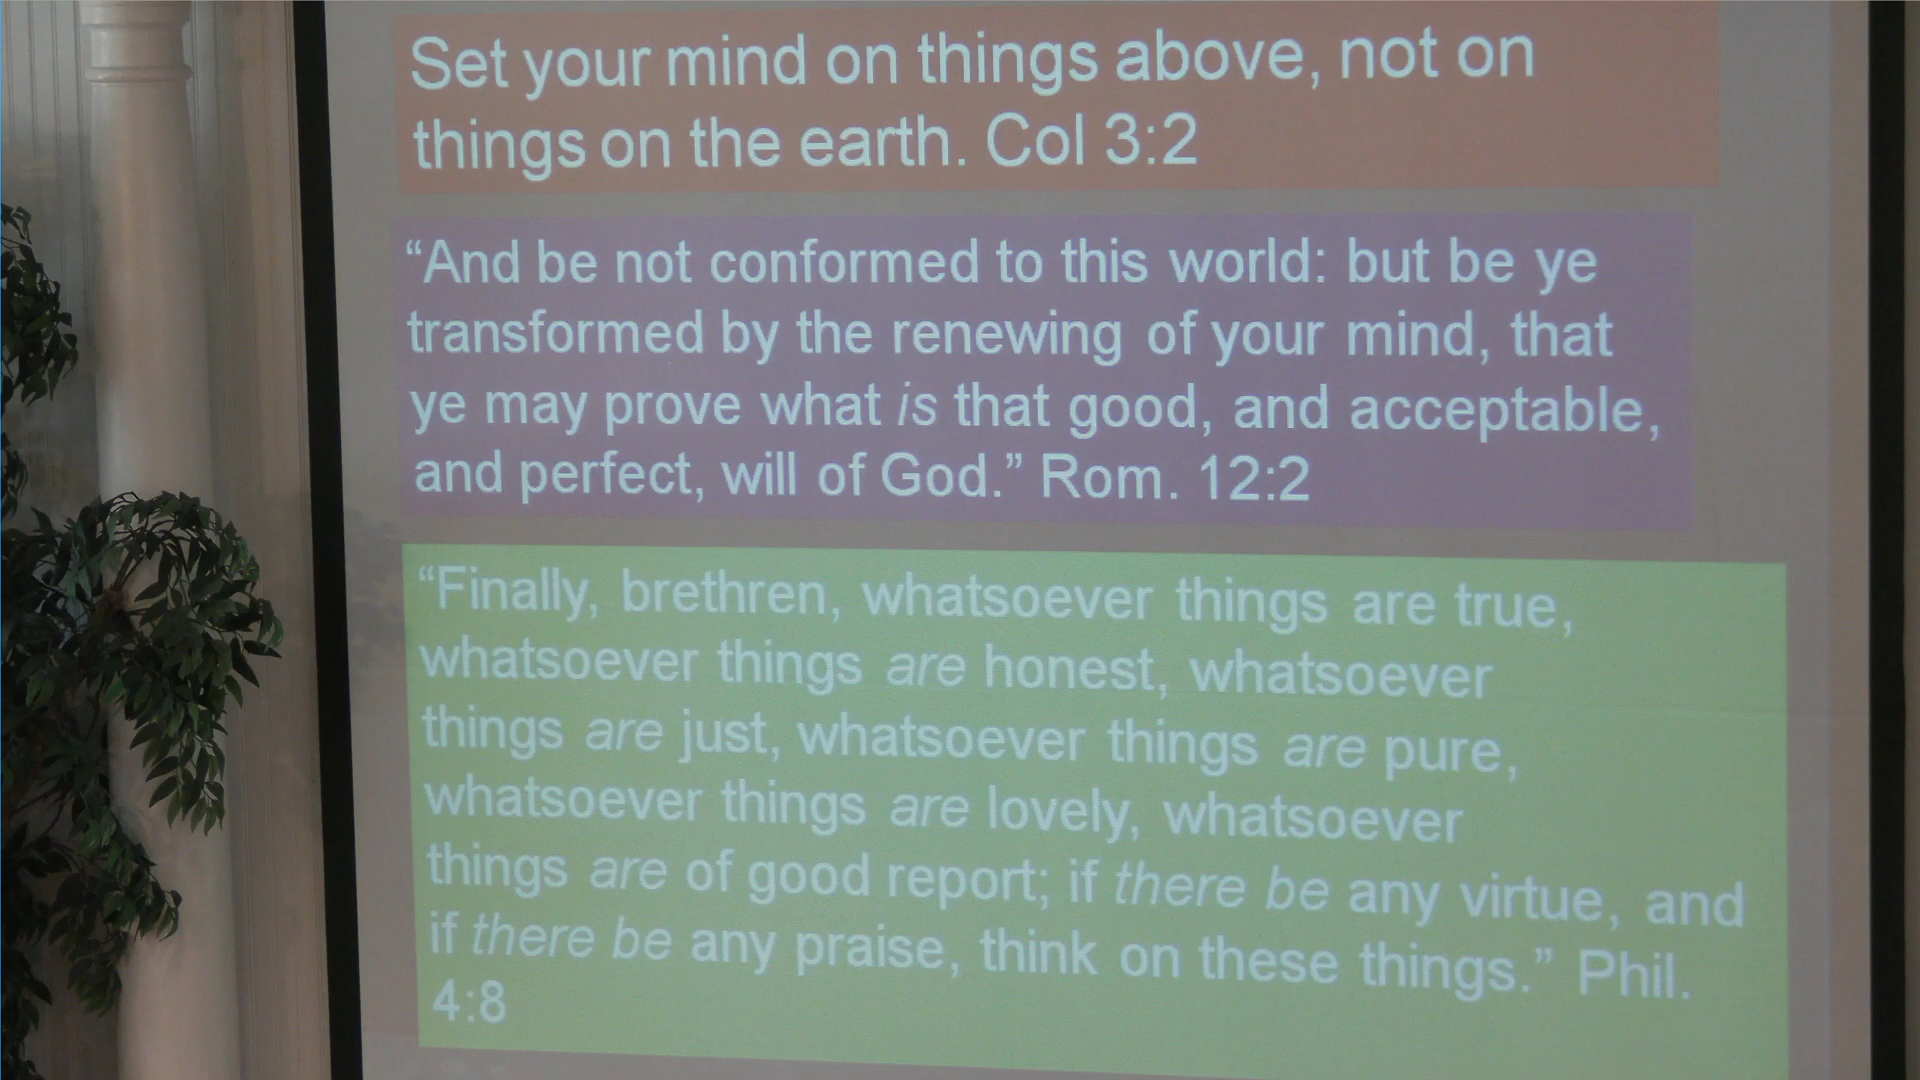 Set your mind on things above, not on
things on the earth. Col 3:2
“And be not conformed to this world: but be ye
transformed by the renewing of your mind, that
ye may prove what is that good, and acceptable,
and perfect, will of God.” Rom. 12:2
“Finally, brethren, whatsoever things are true,
whatsoever things are honest, whatsoever
things are just, whatsoever things are pure,
whatsoever things are lovely, whatsoever
things are of good report; if there be any virtue, and
if there be any praise, think on these things.” Phil.
4:8